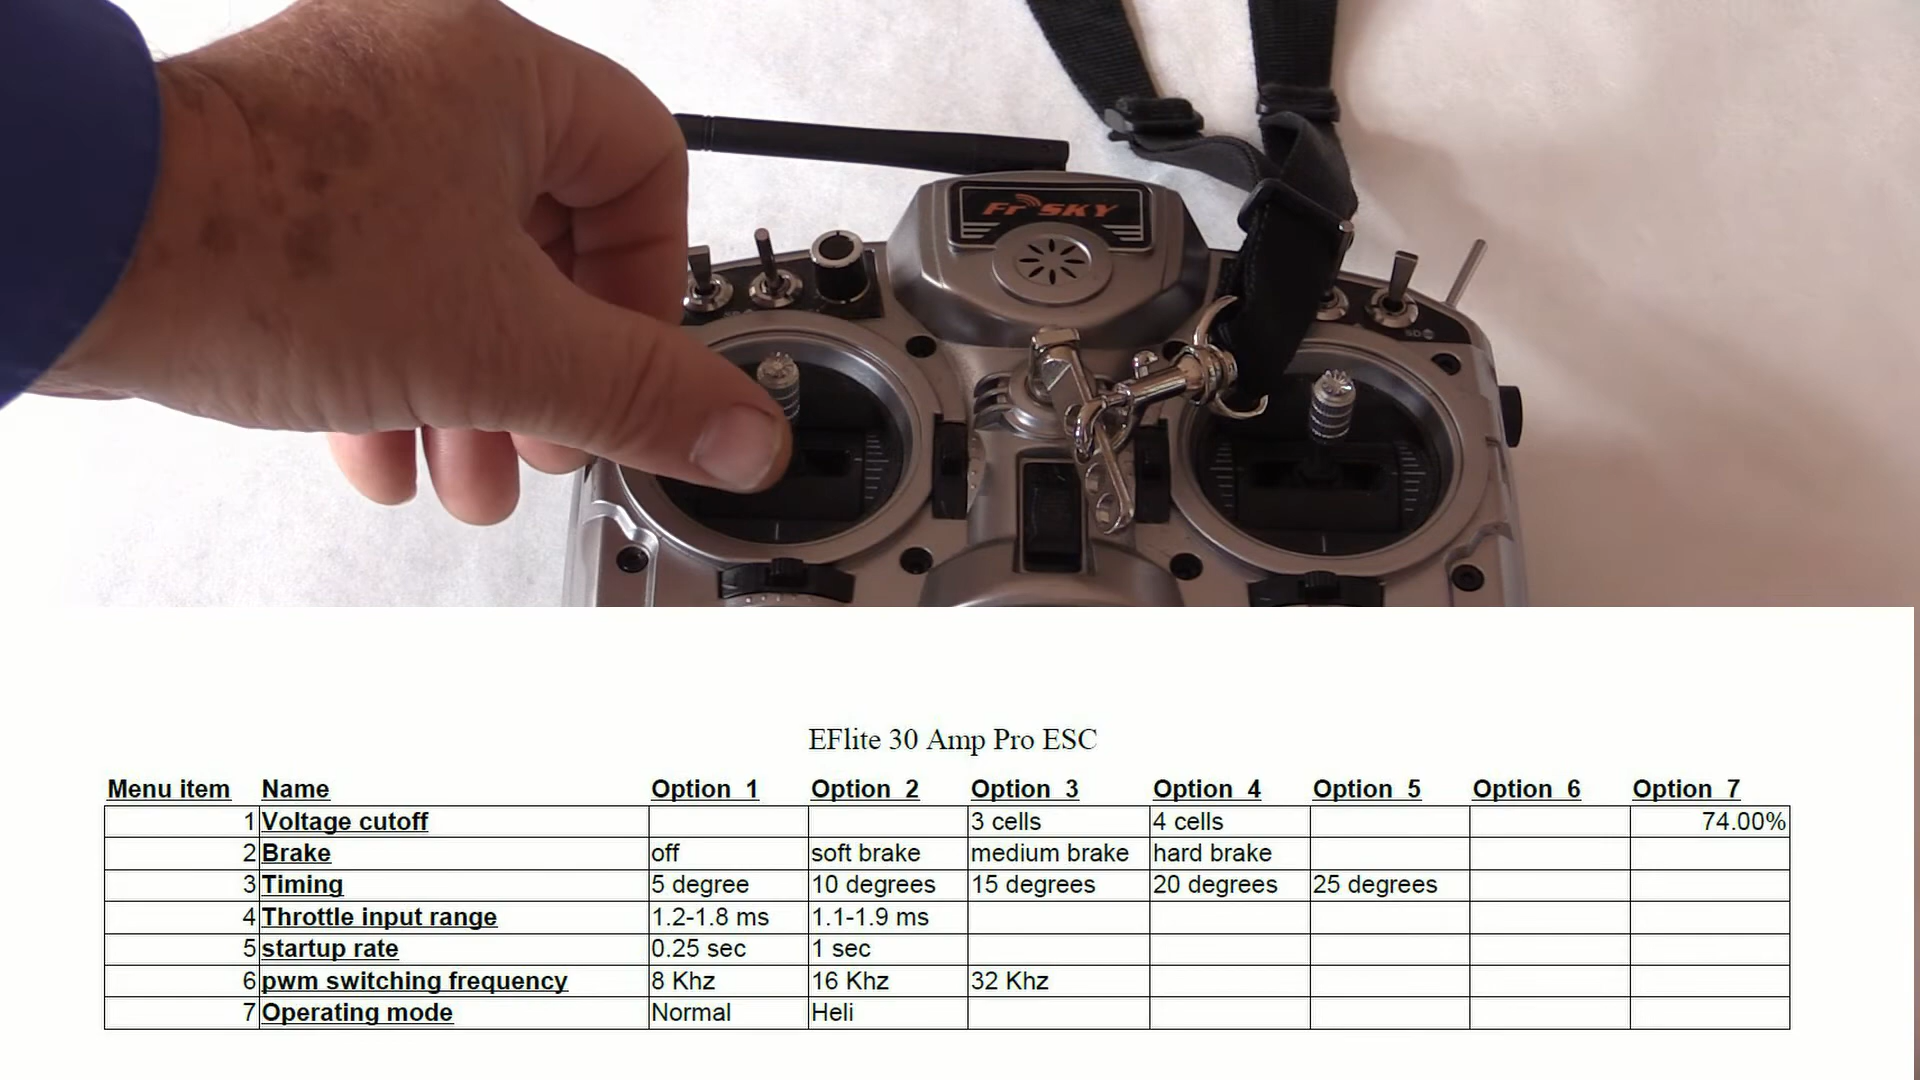 Fr SKY
SD
EFlite 30 Amp Pro ESC
Menu item Name Option 1 Option 2 Option 3 Option 4 Option 5 Option 6 Option 7
1 Voltage cutoff 3 cells 4 cells 74.00%
2 Brake off soft brake medium brake hard brake
3 Timing 5 degree 10 degrees 15 degrees 20 degrees 25 degrees
4 Throttle input range 1.2-1.8 ms 1.1-1.9 ms
5 startup rate 0.25 sec 1 sec
6 pwm switching frequency 8 Khz 16 Khz 32 Khz
7 Operating mode Normal Heli